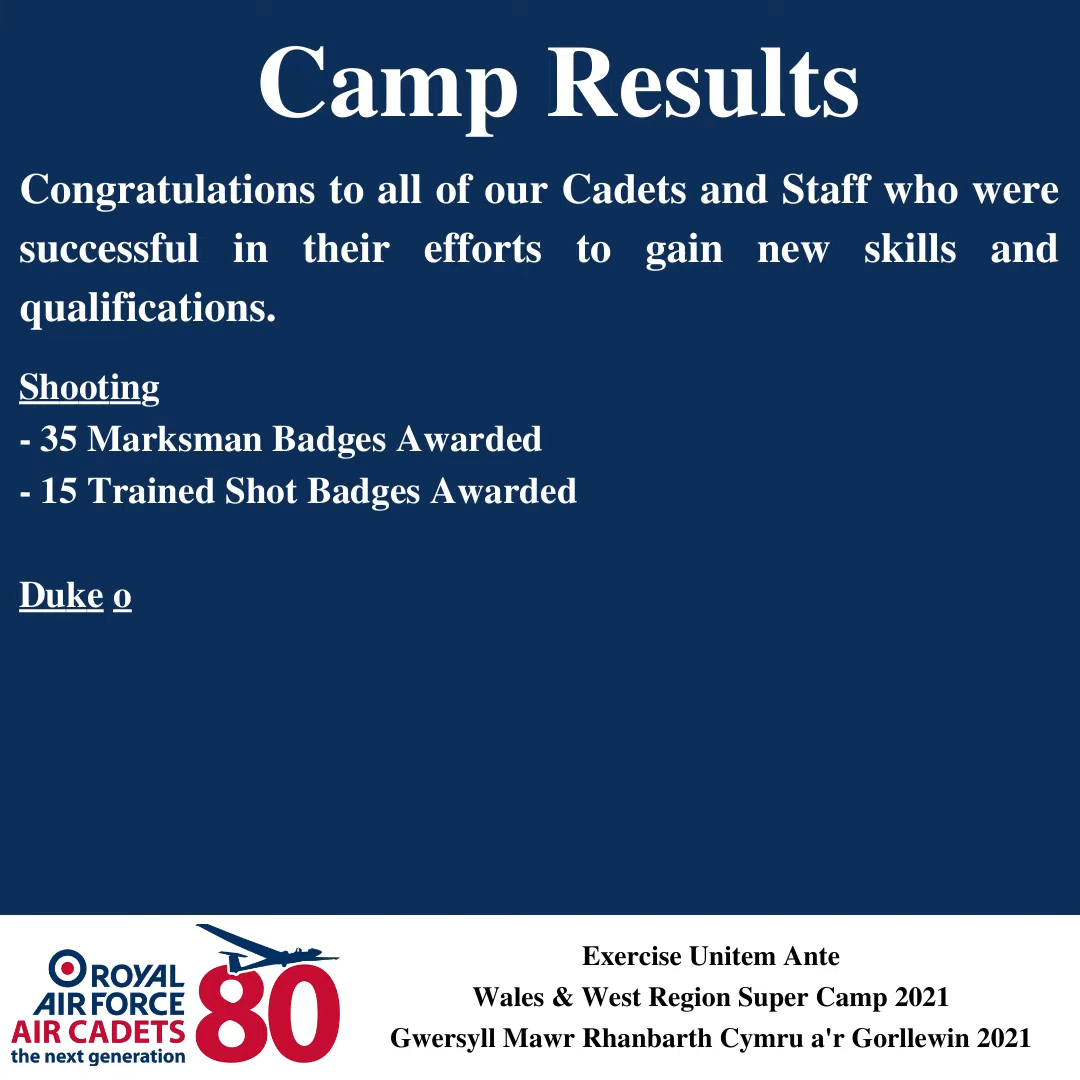 Camp Results
Congratulations to all of our Cadets and Staff who were
successful in their efforts to gain new skills and
qualifications.
Shooting
- 35 Marksman Badges Awarded
- 15 Trained Shot Badges Awarded
Duke o
ROYAL
AIR FORCE
AIR CADETS
the next generation
80
Exercise Unitem Ante
Wales & West Region Super Camp 2021
Gwersyll Mawr Rhanbarth Cymru a'r Gorllewin 2021